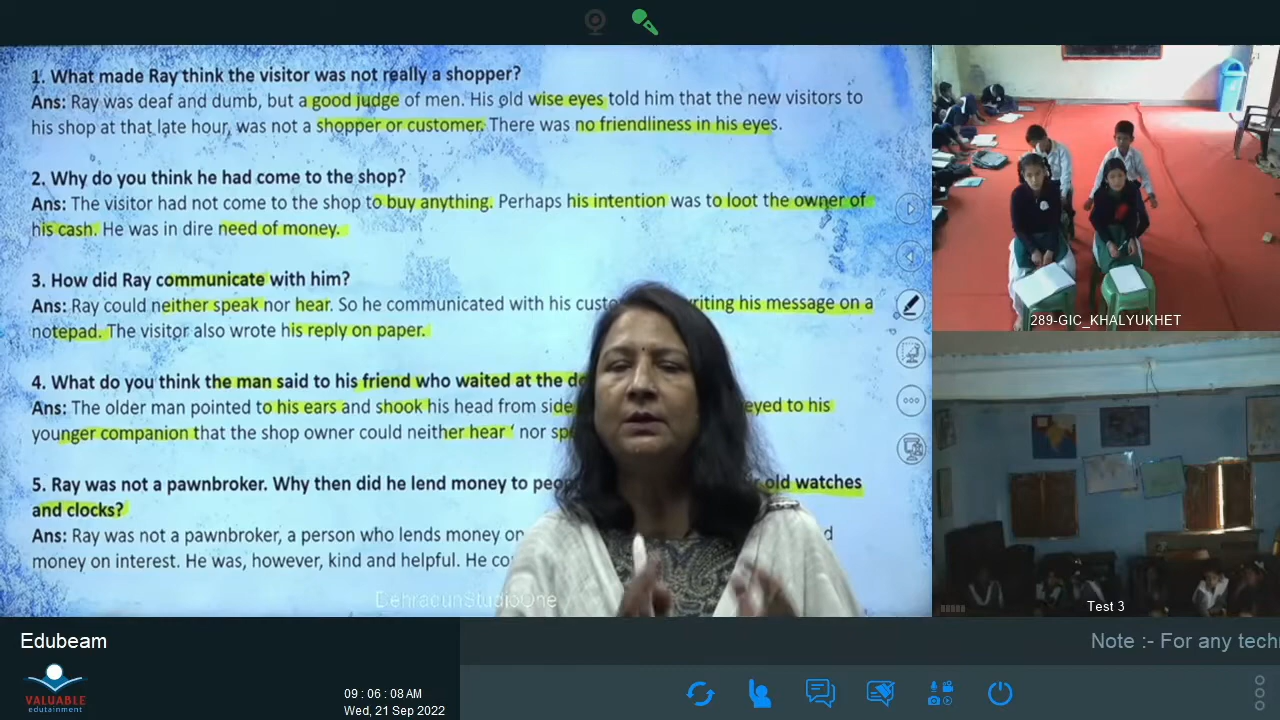 1. What made Ray think the visitor was not really a shopper?
Ans: Ray was deaf and dumb, but a good judge of men. His old wise eyes told him that the new visitors to
his shop at that late hour, was not a shopper or customer. There was no friendliness in his eyes.
2. Why do you think he had come to the shop?
Ans: The visitor had not come to the shop to buy anything. Perhaps his intention was to loot the owner of
his cash. He was in dire need of money.
3. How did Ray communicate with him?
Ans: Ray could neither speak nor hear. So he communicated with his custo riting his message on a
notepad. The visitor also wrote his reply on paper.
4. What do you think the man said to his friend who waited at the do
Ans: The older man pointed to his ears and shook his head from side eyed to his
younger companion that the shop owner could neither hear ‘ nor spe
5. Ray was not a pawnbroker. Why then did he lend money to peop old watches
and clocks?
Ans: Ray was not a pawnbroker, a person who lends money on d
money on interest. He was, however, kind and helpful. He co
DehradunStudioOne
289-GIC_KHALYUKHET
Test 3
Edubeam
VALUABLE
edutainment
09 : 06 : 08 AM
Wed, 21 Sep 2022
Note :- For any tech